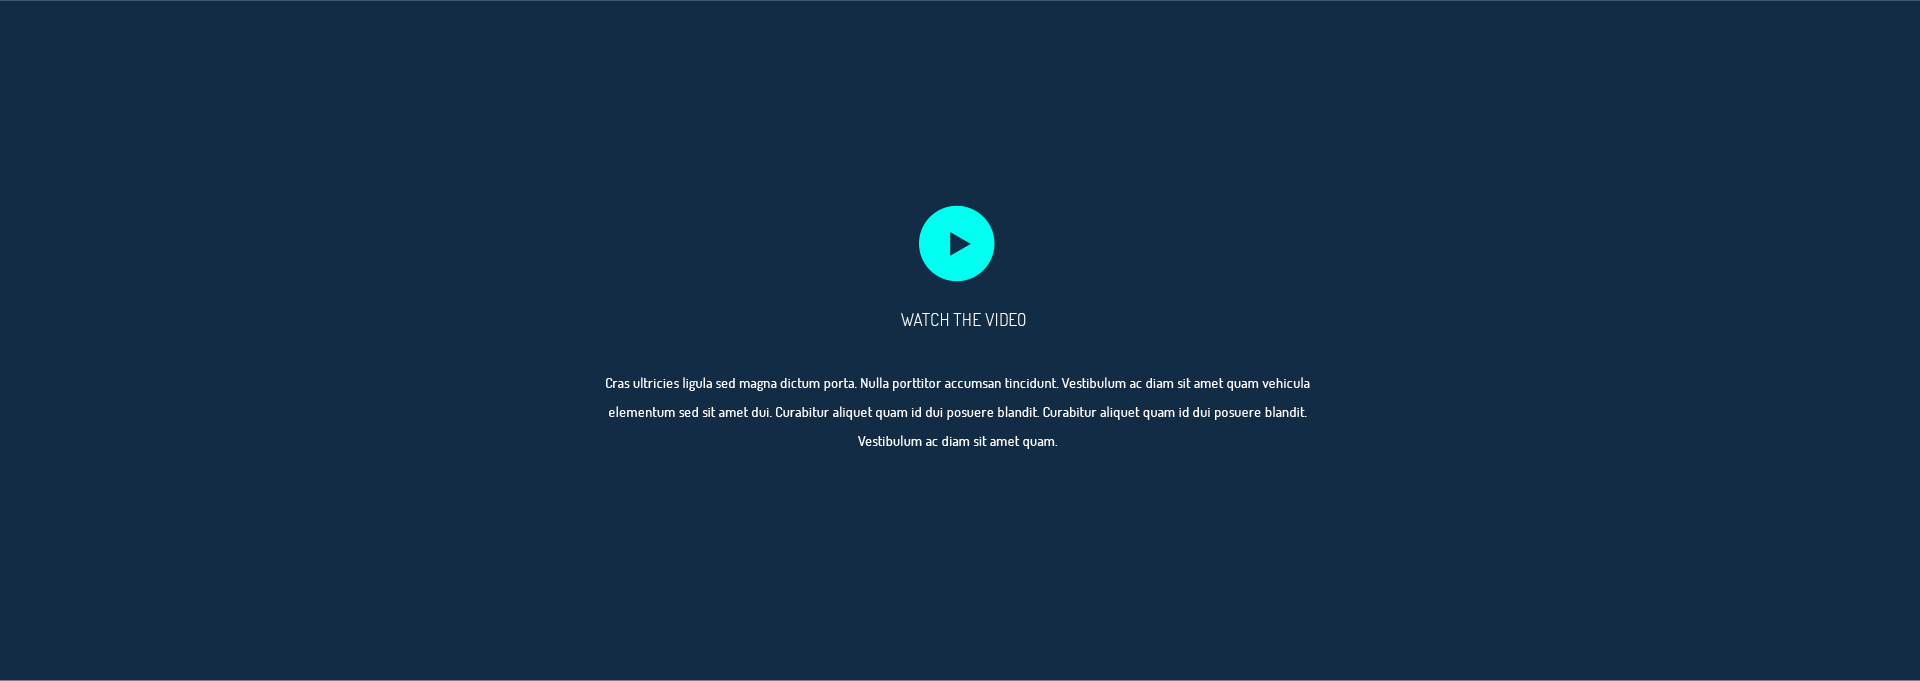 WATCH THE VIDEO
Cras ultricies ligula sed magna dictum porta. Nulla porttitor accumsan tincidunt. Vestibulum ac diam sit amet quam vehicula
elementum sed sit amet dui. Curabitur aliquet quam id dui posuere blandit. Curabitur aliquet quam id dui posuere blandit.
Vestibulum ac diam sit amet quam.